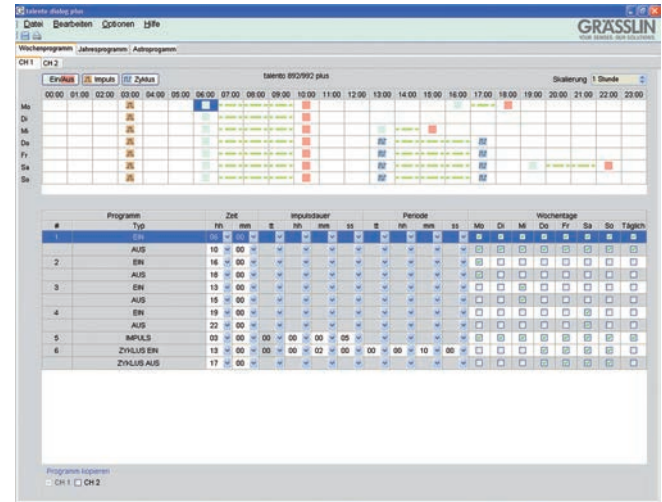 talento dialog plus
Datei Bearbeiten Optionen Hilfe
GRÄSSLIN
YOUR SENSES. OUR SOLUTIONS.
Wochenprogramm Jahresprogramm Astroprogamm
CH 1 CH 2
Ein/Aus Impuls Zyklus talento 892/992 plus Skalierung 1 Stunde
00:00 01:00 02:00 03:00 04:00 05:00 06:00 07:00 08:00 09:00 10:00 11:00 12:00 13:00 14:00 15:00 16:00 17:00 18:00 19:00 20:00 21:00 22:00 23:00
Mo
Di
Mi
Do
Fr
Sa
So
Programm Zeit Impulsdauer Periode Wochentage
# Typ hh mm tt hh mm ss tt hh mm ss Mo Di Mi Do Fr Sa So Täglich
1 EIN 06 00
AUS 10 00
2 EIN 16 00
AUS 18 00
3 EIN 13 00
AUS 15 00
4 EIN 19 00
AUS 22 00
5 IMPULS 03 00 00 00 00 05
6 ZYKLUS EIN 13 00 00 00 02 00 00 00 10 00
ZYKLUS AUS 17 00
Programm kopieren
CH 1 CH 2